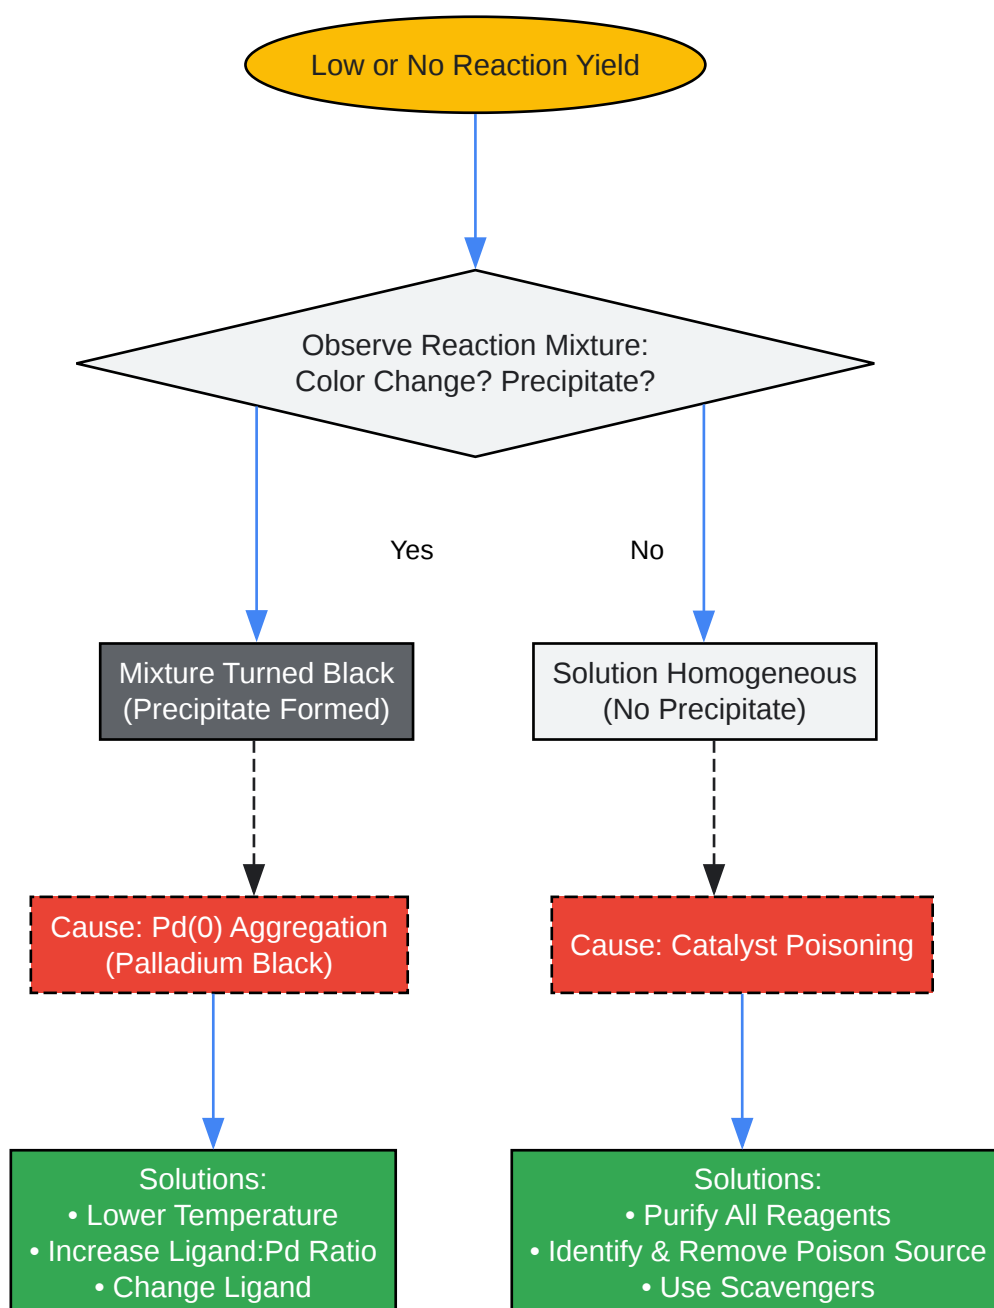 Low or No Reaction Yield
Observe Reaction Mixture:
Color Change? Precipitate?
Yes
No
Mixture Turned Black
(Precipitate Formed)
Solution Homogeneous
(No Precipitate)
Cause: Pd(0) Aggregation
(Palladium Black)
Cause: Catalyst Poisoning
Solutions:
• Lower Temperature
• Increase Ligand:Pd Ratio
• Change Ligand
Solutions:
• Purify All Reagents
• Identify & Remove Poison Source
• Use Scavengers